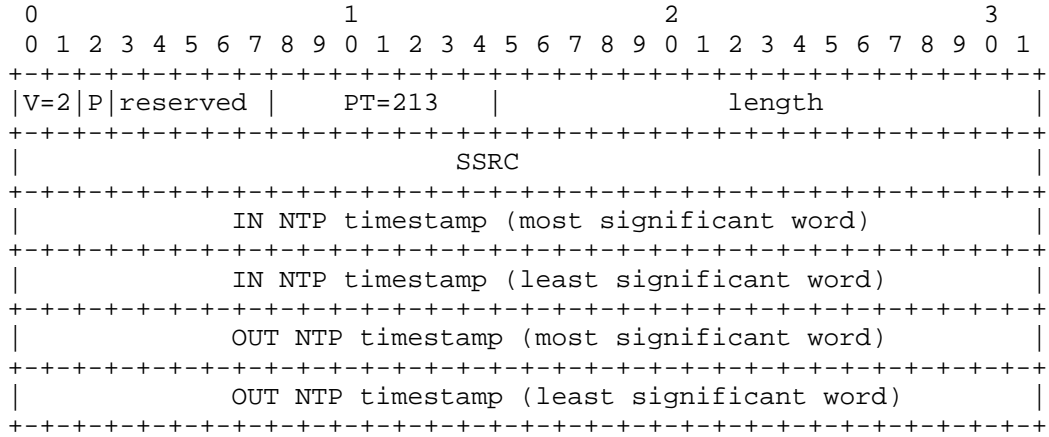 0                   1                   2                   3
 0 1 2 3 4 5 6 7 8 9 0 1 2 3 4 5 6 7 8 9 0 1 2 3 4 5 6 7 8 9 0 1
+-+-+-+-+-+-+-+-+-+-+-+-+-+-+-+-+-+-+-+-+-+-+-+-+-+-+-+-+-+-+-+-+
|V=2|P|reserved |    PT=213    |              length             |
+-+-+-+-+-+-+-+-+-+-+-+-+-+-+-+-+-+-+-+-+-+-+-+-+-+-+-+-+-+-+-+-+
|                           SSRC                                |
+-+-+-+-+-+-+-+-+-+-+-+-+-+-+-+-+-+-+-+-+-+-+-+-+-+-+-+-+-+-+-+-+
|             IN NTP timestamp (most significant word)          |
+-+-+-+-+-+-+-+-+-+-+-+-+-+-+-+-+-+-+-+-+-+-+-+-+-+-+-+-+-+-+-+-+
|             IN NTP timestamp (least significant word)         |
+-+-+-+-+-+-+-+-+-+-+-+-+-+-+-+-+-+-+-+-+-+-+-+-+-+-+-+-+-+-+-+-+
|             OUT NTP timestamp (most significant word)         |
+-+-+-+-+-+-+-+-+-+-+-+-+-+-+-+-+-+-+-+-+-+-+-+-+-+-+-+-+-+-+-+-+
|             OUT NTP timestamp (least significant word)        |
+-+-+-+-+-+-+-+-+-+-+-+-+-+-+-+-+-+-+-+-+-+-+-+-+-+-+-+-+-+-+-+-+